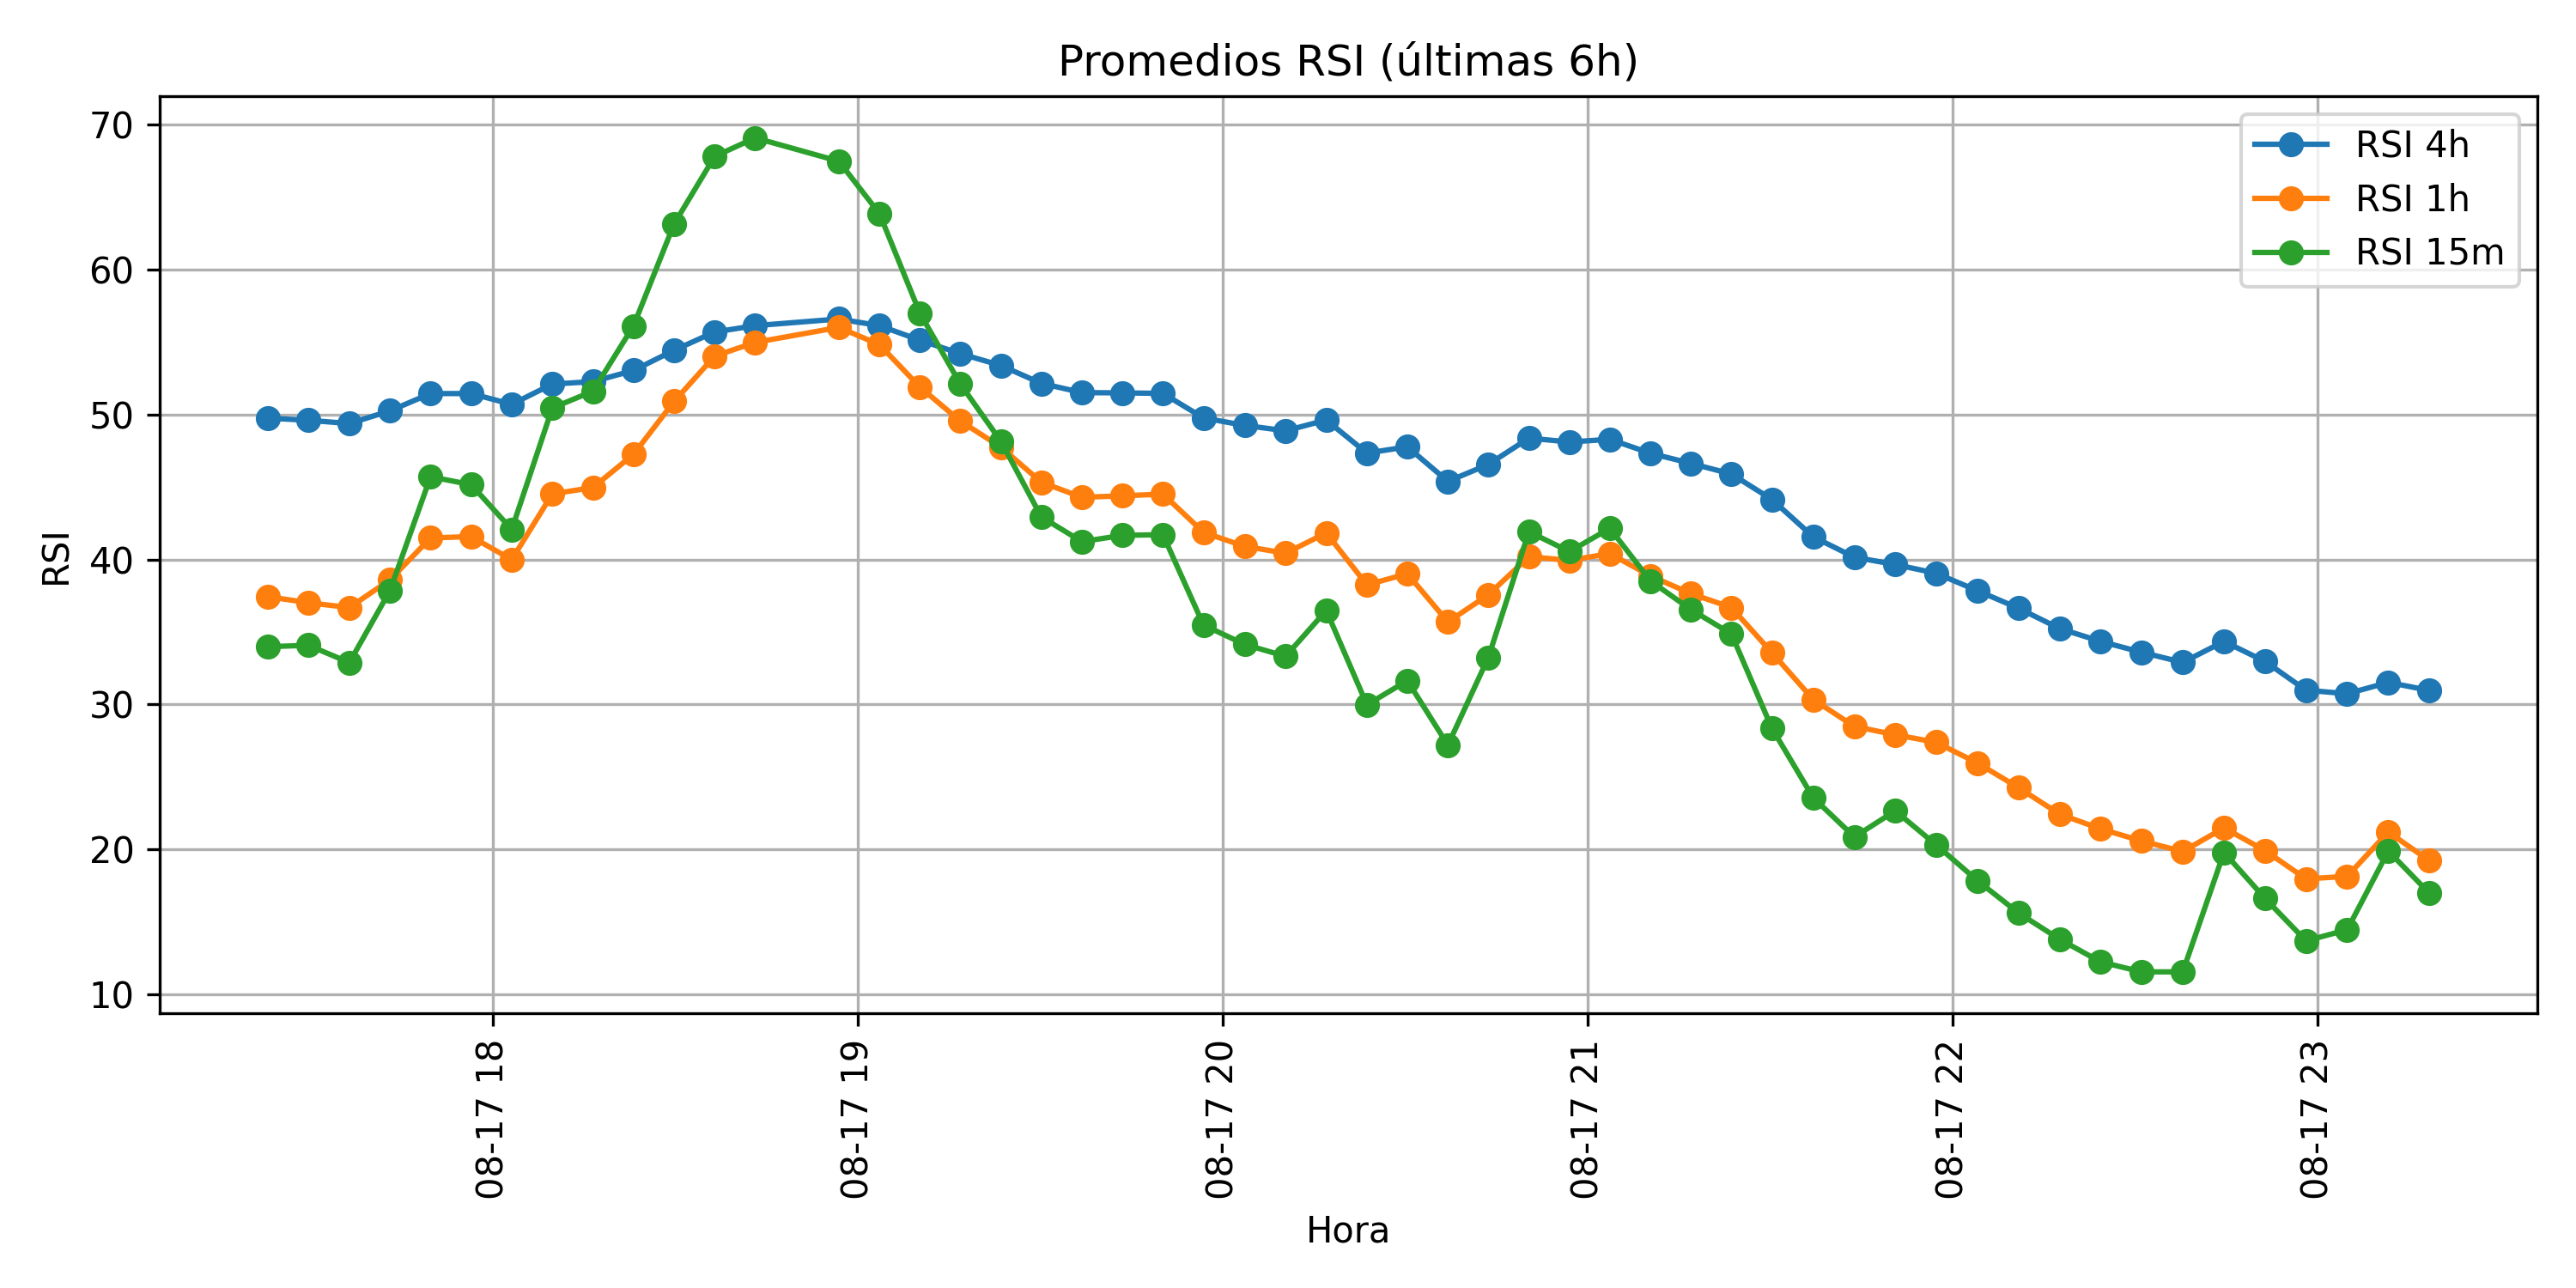 Promedios RSI (últimas 6h)
RSI 4h
RSI 1h
RSI 15m
70
60
50
40
30
20
10
RSI
08-17 18
08-17 19
08-17 20
08-17 21
08-17 22
08-17 23
Hora